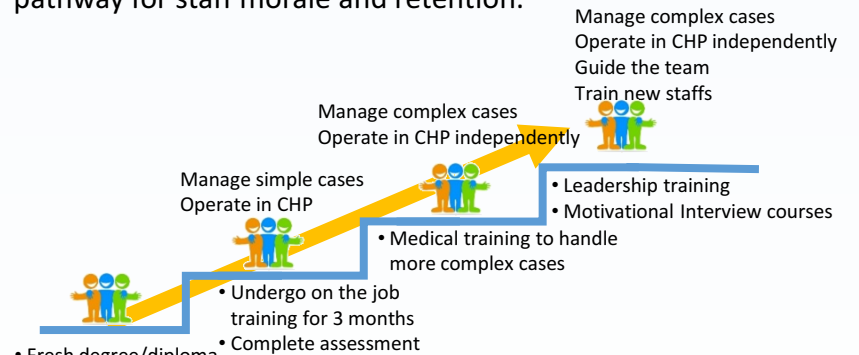 pathway for staff morale and retention.
Manage complex cases
Operate in CHP independently
Guide the team
Train new staffs
Manage complex cases
Operate in CHP independently
Manage simple cases
Operate in CHP
• Leadership training
• Motivational Interview courses
• Medical training to handle
more complex cases
• Undergo on the job
training for 3 months
• Complete assessment
• Fresh degree/diploma